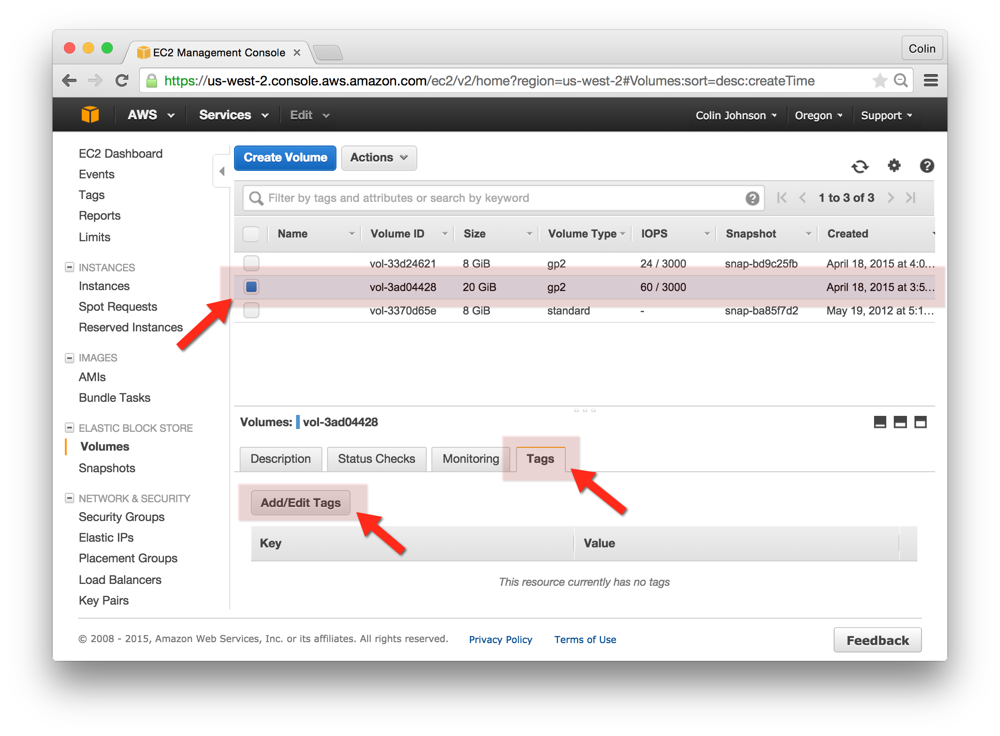 EC2 Management Console
Colin
https://us-west-2.console.aws.amazon.com/ec2/v2/home?region=us-west-2#Volumes:sort=desc:createTime
AWS Services Edit Colin Johnson Oregon Support
EC2 Dashboard
Events
Tags
Reports
Limits
INSTANCES
Instances
Spot Requests
Reserved Instances
IMAGES
AMIs
Bundle Tasks
ELASTIC BLOCK STORE
Volumes
Snapshots
NETWORK & SECURITY
Security Groups
Elastic IPs
Placement Groups
Load Balancers
Key Pairs
Create Volume Actions
Filter by tags and attributes or search by keyword 1 to 3 of 3
Name Volume ID Size Volume Type IOPS Snapshot Created
vol-33d24621 8 GiB gp2 24 / 3000 snap-bd9c25fb April 18, 2015 at 4:0...
vol-3ad04428 20 GiB gp2 60 / 3000 April 18, 2015 at 3:5...
vol-3370d65e 8 GiB standard - snap-ba85f7d2 May 19, 2012 at 5:1...
Volumes: vol-3ad04428
Description Status Checks Monitoring Tags
Add/Edit Tags
Key Value
This resource currently has no tags
© 2008 - 2015, Amazon Web Services, Inc. or its affiliates. All rights reserved. Privacy Policy Terms of Use Feedback